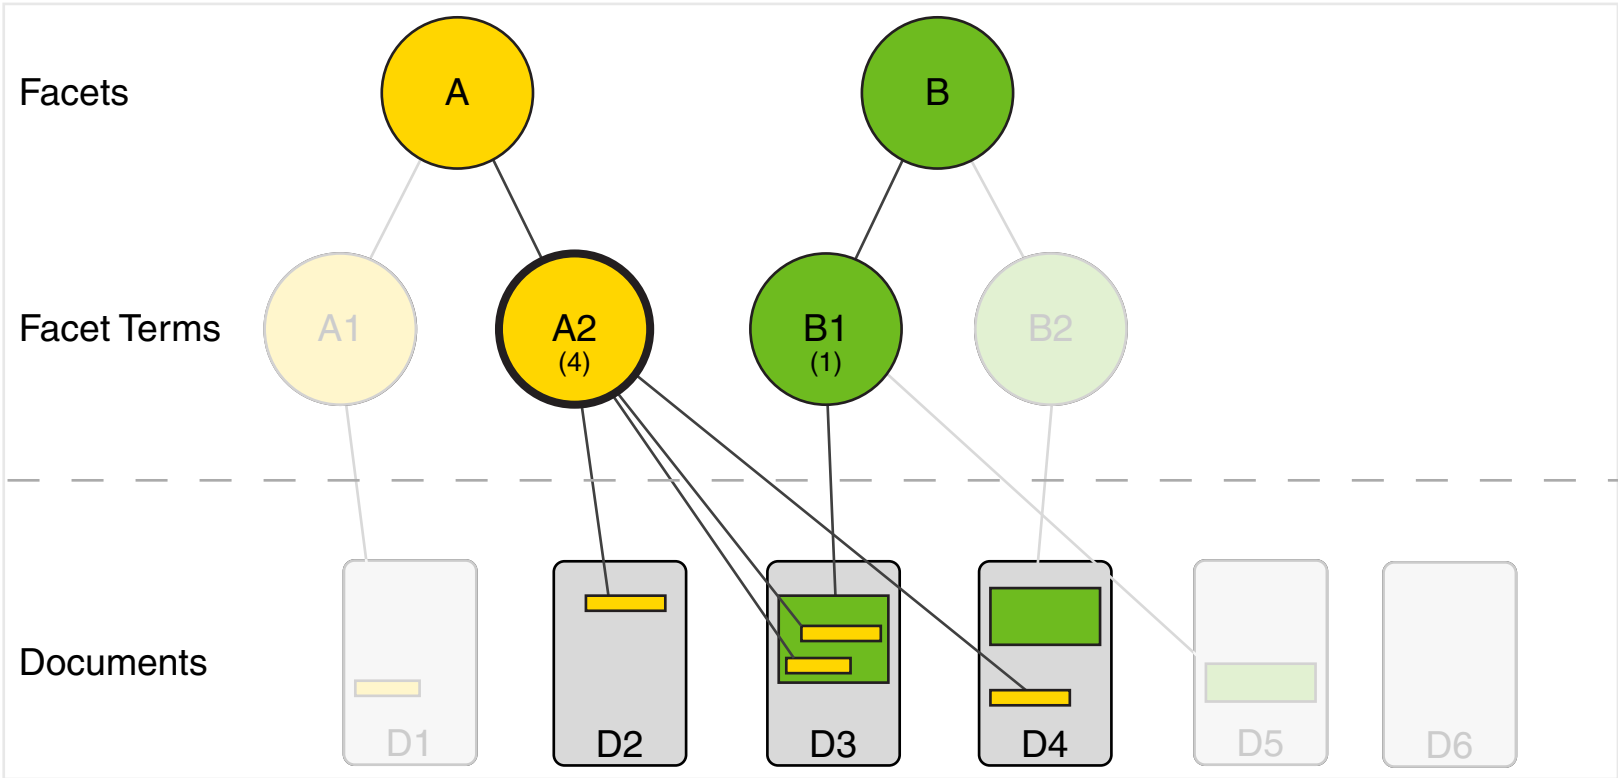 Facets
A
B
Facet Terms
A1
A2
(4)
B1
(1)
B2
Documents
D1
D2
D3
D4
D5
D6